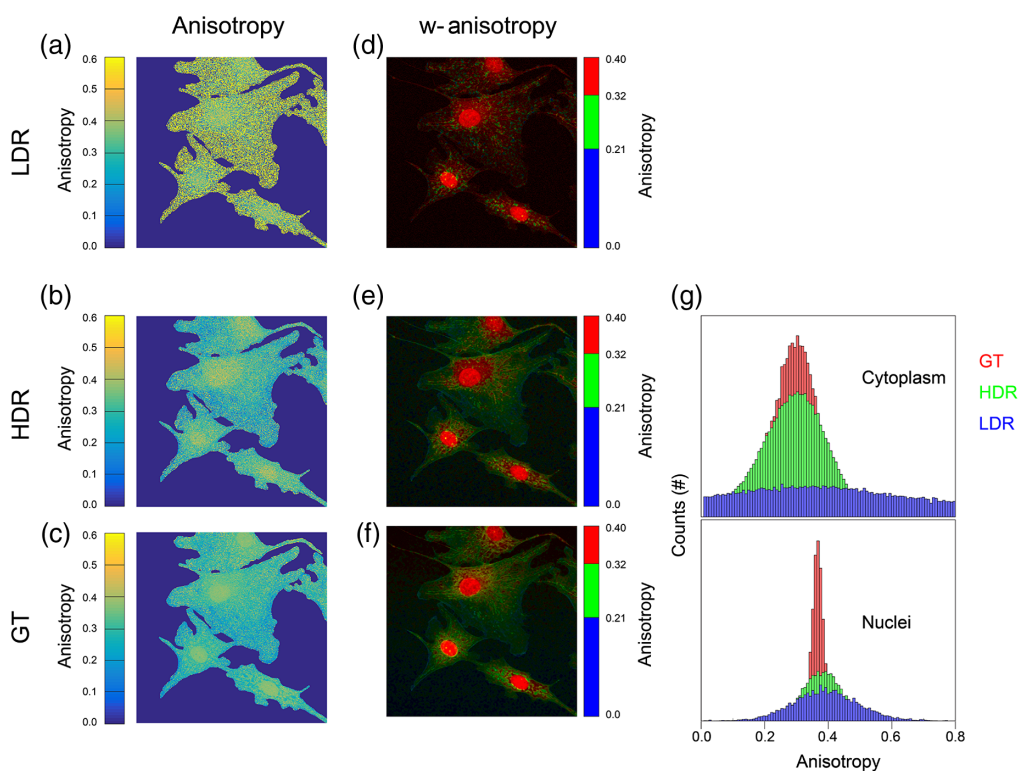 Anisotropy
w-anisotropy
(a)
0.6
0.5
0.4
0.3
0.2
0.1
0.0
Anisotropy
LDR
(d)
0.40
0.32
0.21
0.0
Anisotropy
(b)
0.6
0.5
0.4
0.3
0.2
0.1
0.0
Anisotropy
HDR
(e)
0.40
0.32
0.21
0.0
Anisotropy
(c)
0.6
0.5
0.4
0.3
0.2
0.1
0.0
Anisotropy
GT
(f)
0.40
0.32
0.21
0.0
Anisotropy
(g)
Cytoplasm
GT
HDR
LDR
Counts (#)
Nuclei
0.0 0.2 0.4 0.6 0.8
Anisotropy